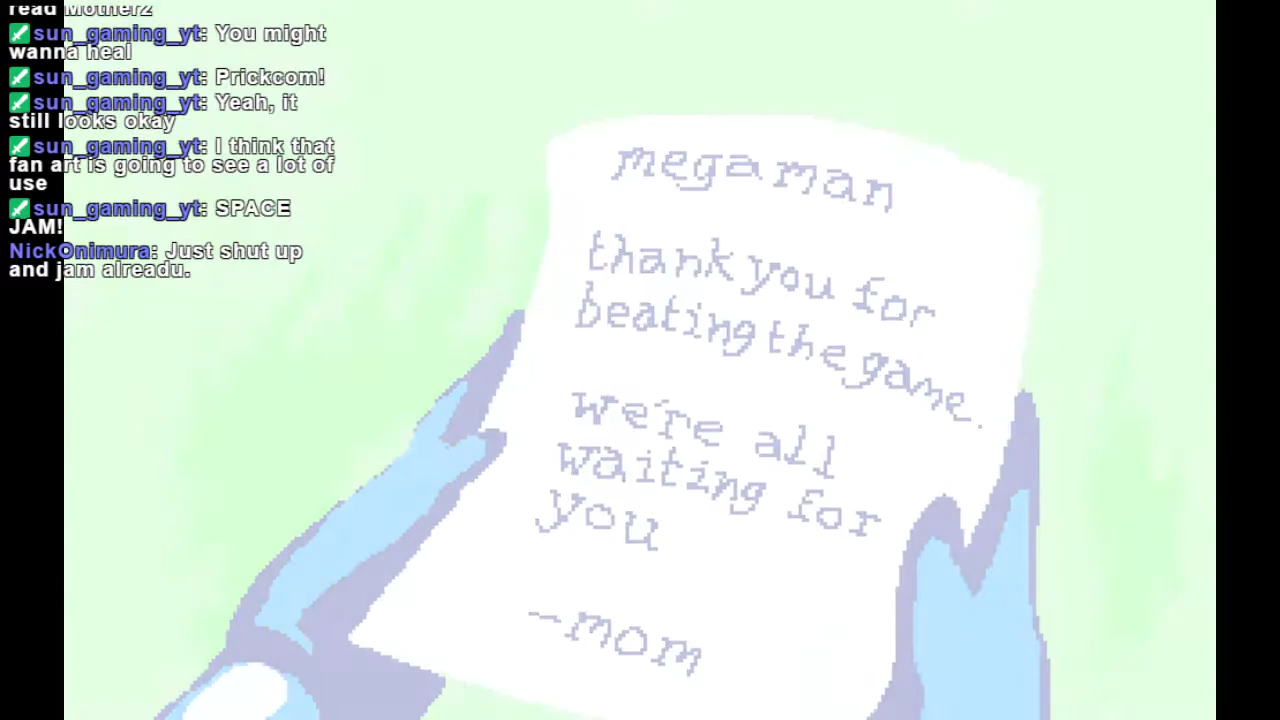 read Mother2
sun_gaming_yt: You might
wanna heal
sun_gaming_yt: Prickcom!
sun_gaming_yt: Yeah, it
still looks okay
sun_gaming_yt: I think that
fan art is going to see a lot of
use
sun_gaming_yt: SPACE
JAM!
NickOnimura: Just shut up
and jam alreadu.
mega man
thank you for
beating the game.
we're all
waiting for
you
-mom